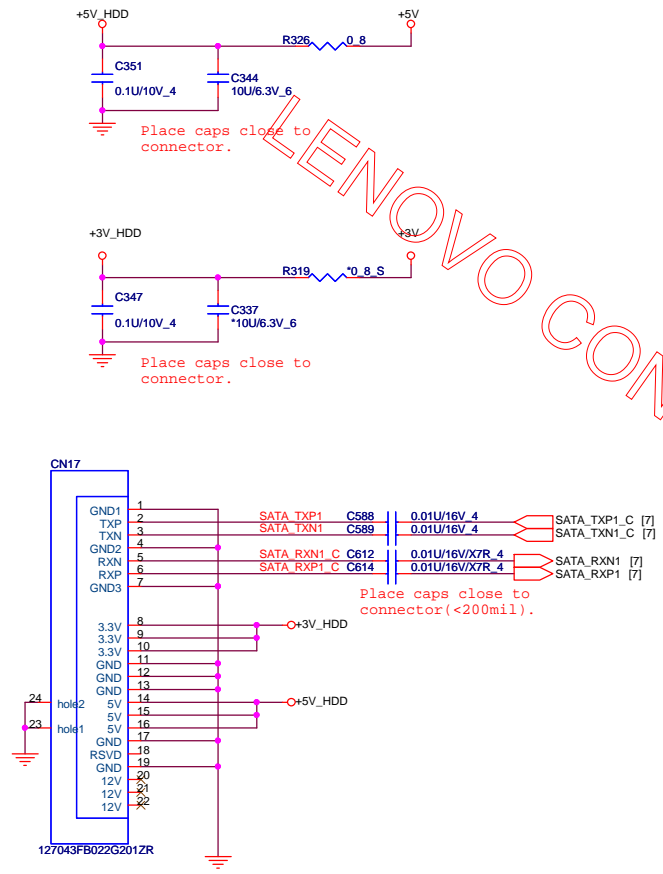 +5V_HDD
+5V
R326 0_8
C351
0.1U/10V_4
C344
10U/6.3V_6
Place caps close to
connector.
LENOVO CON
+3V_HDD
+3V
R319 *0_8_S
C347
0.1U/10V_4
C337
*10U/6.3V_6
Place caps close to
connector.
CN17
GND1 1
TXP 2 SATA_TXP1 C588 0.01U/16V_4 SATA_TXP1_C [7]
TXN 3 SATA_TXN1 C589 0.01U/16V_4 SATA_TXN1_C [7]
GND2 4
RXN 5 SATA_RXN1_C C612 0.01U/16V/X7R_4 SATA_RXN1 [7]
RXP 6 SATA_RXP1_C C614 0.01U/16V/X7R_4 SATA_RXP1 [7]
GND3 7
Place caps close to
connector(<200mil).
3.3V 8 +3V_HDD
3.3V 9
3.3V 10
GND 11
GND 12
GND 13
24 hole2 5V 14 +5V_HDD
5V 15
23 hole1 5V 16
GND 17
RSVD 18
GND 19
12V 20
12V 21
12V 22
127043FB022G201ZR